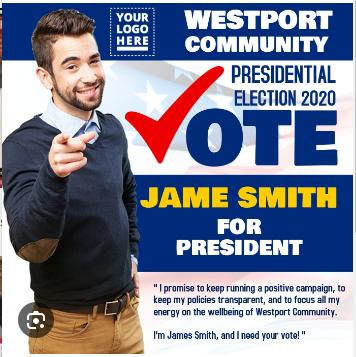 YOUR
LOGO
HERE
WESTPORT
COMMUNITY
PRESIDENTIAL
ELECTION 2020
VOTE
JAME SMITH
FOR
PRESIDENT
" I promise to keep running a positive campaign, to
keep my policies transparent, and to focus all my
energy on the wellbeing of Westport Community.
I'm James Smith, and I need your vote! "